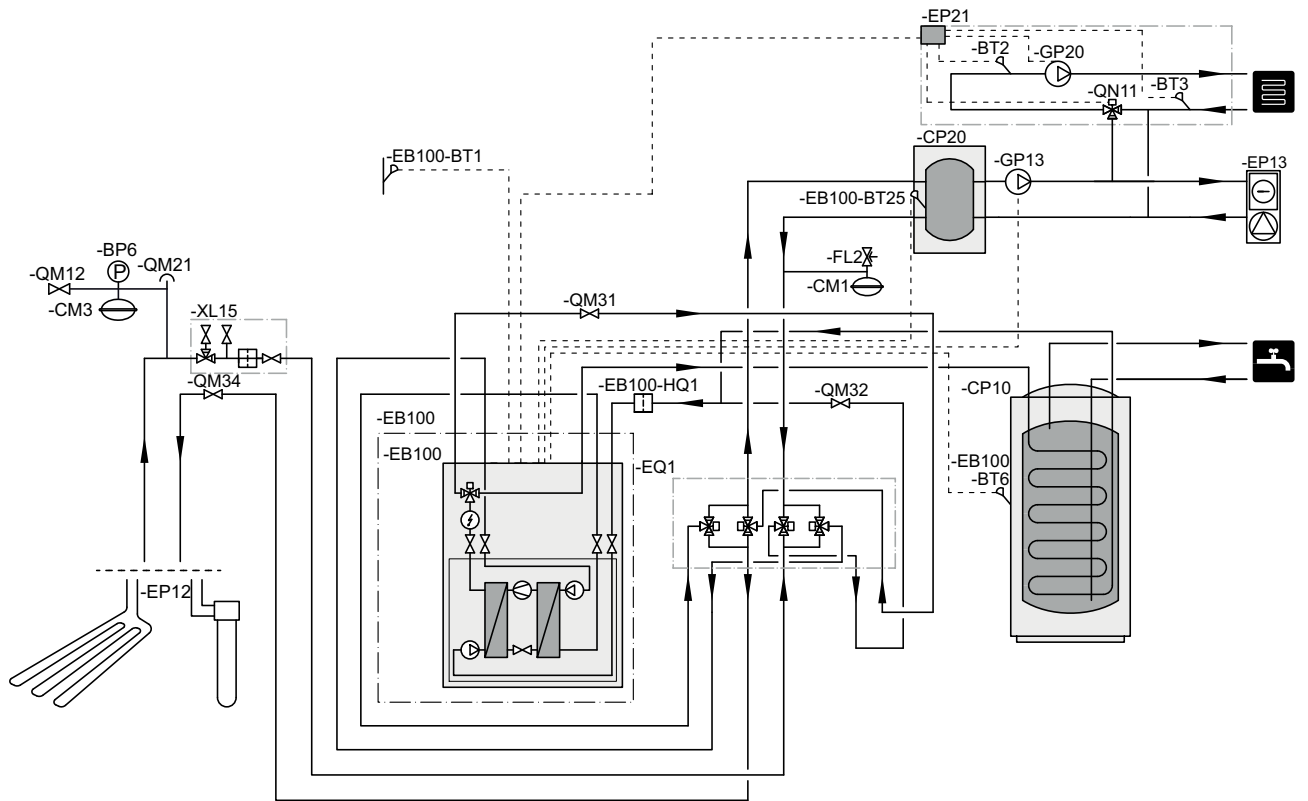 -EP21
-BT2
-GP20
-QN11
-BT3
-EB100-BT1
-CP20
-GP13
-EP13
-EB100-BT25
-BP6
P
-QM21
-QM12
-CM3
-FL2
-CM1
-XL15
-QM31
-QM34
-EB100-HQ1
-QM32
-CP10
-EB100
-EB100
-EQ1
-EB100
-BT6
-EP12